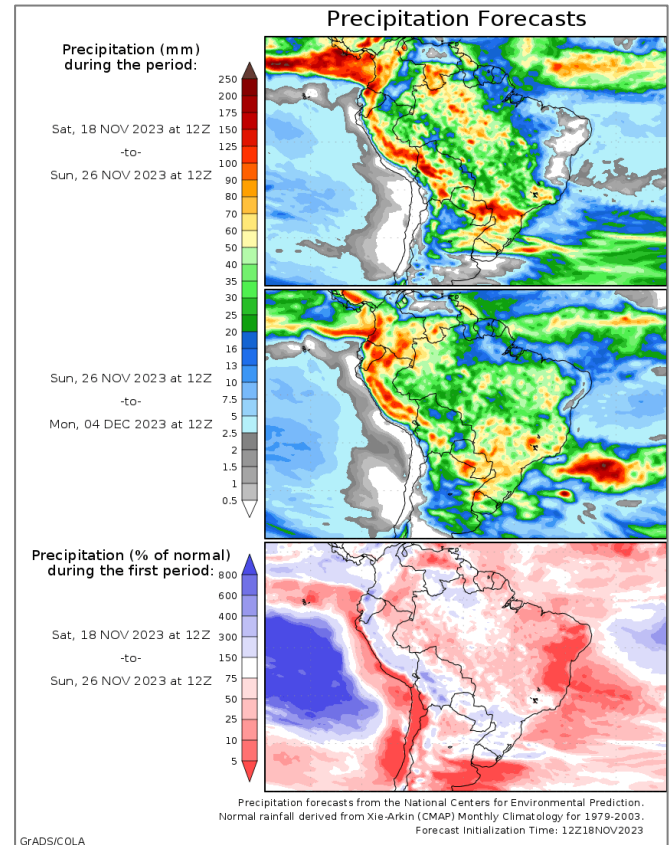 Precipitation Forecasts
Precipitation (mm)
during the period:
Sat, 18 NOV 2023 at 12Z
-to-
Sun, 26 NOV 2023 at 12Z
250
200
175
150
125
100
90
80
70
60
50
40
35
30
25
20
16
13
10
7.5
5
2.5
2
1.5
1
0.5
Sun, 26 NOV 2023 at 12Z
-to-
Mon, 04 DEC 2023 at 12Z
Precipitation (% of normal)
during the first period:
Sat, 18 NOV 2023 at 12Z
-to-
Sun, 26 NOV 2023 at 12Z
800
600
400
300
150
75
50
25
10
5
Precipitation forecasts from the National Centers for Environmental Prediction.
Normal rainfall derived from Xie-Arkin (CMAP) Monthly Climatology for 1979-2003.
Forecast Initialization Time: 12Z18NOV2023
GrADS/COLA